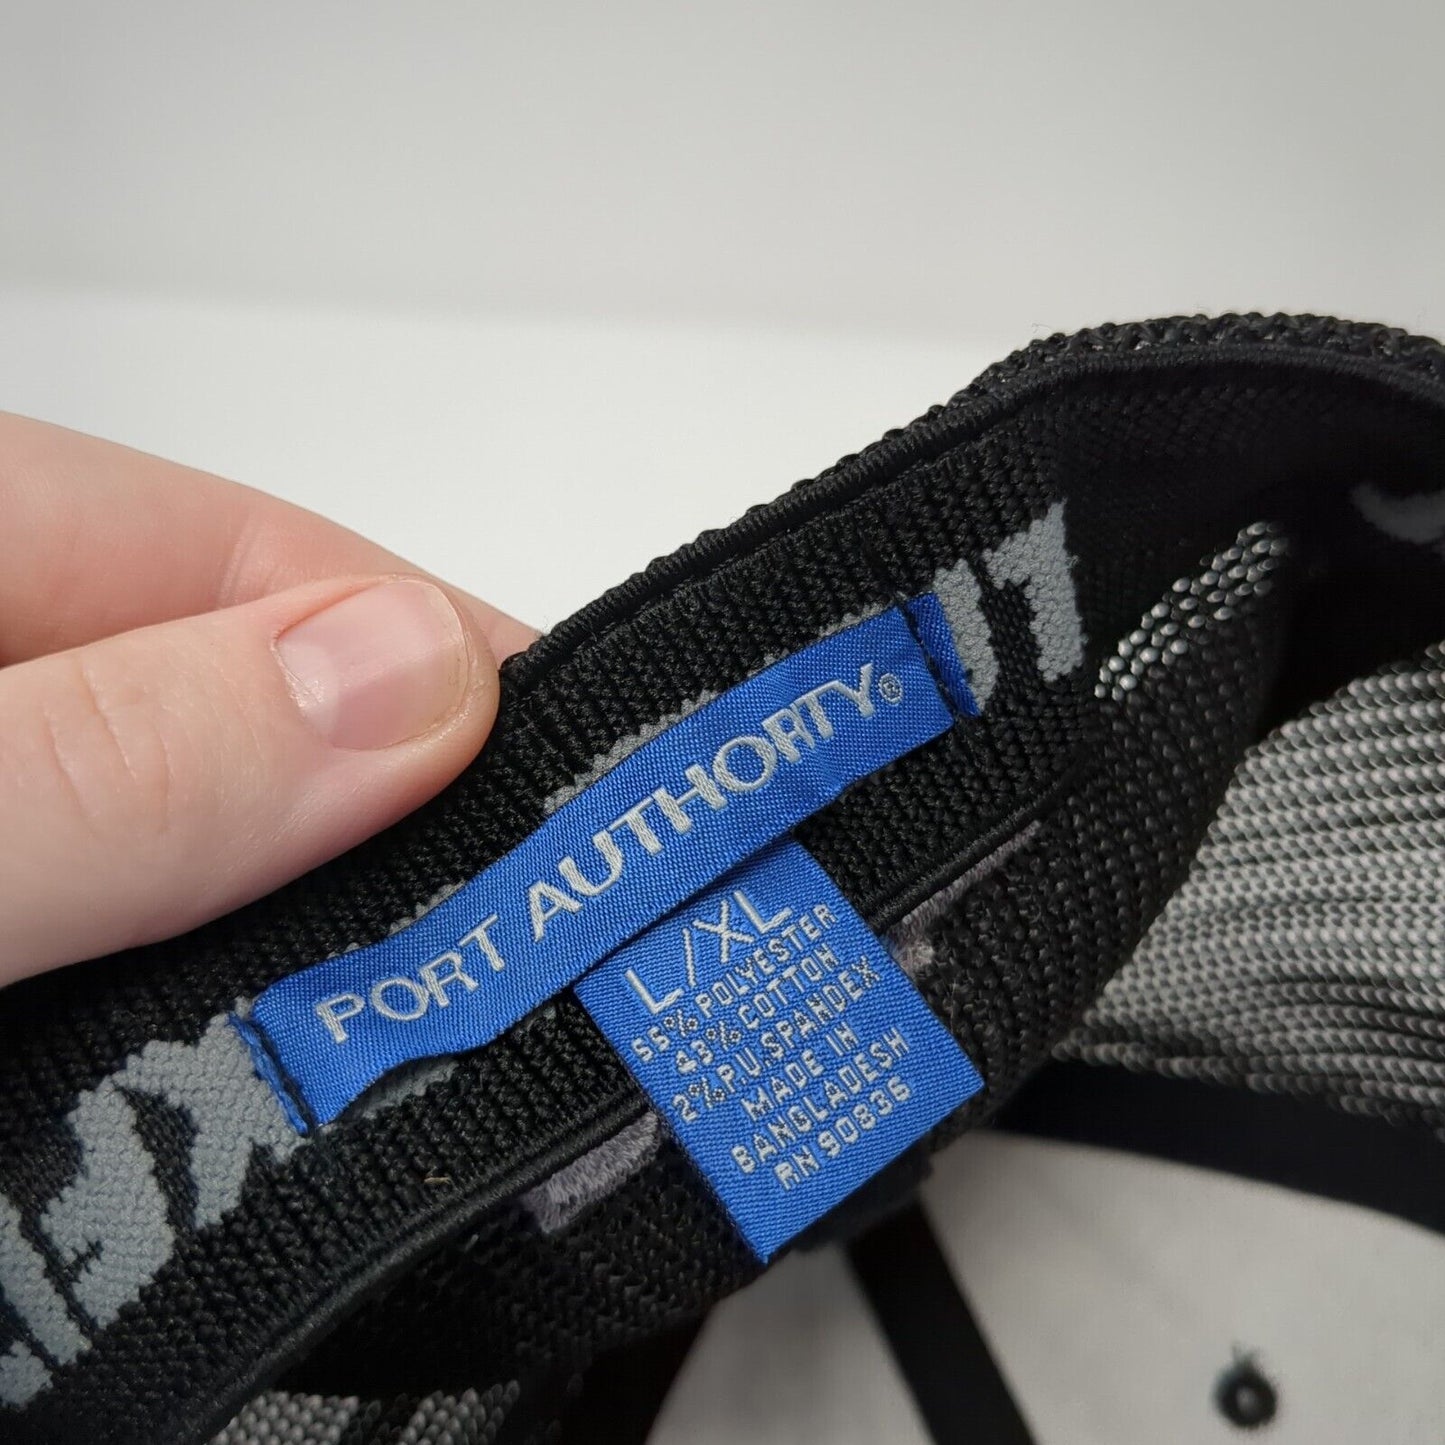 PORT AUTHORITY®
L/XL
55% POLYESTER
43% COTTON
2% P.U. SPANDEX
MADE IN
BANGLADESH
RN 90836